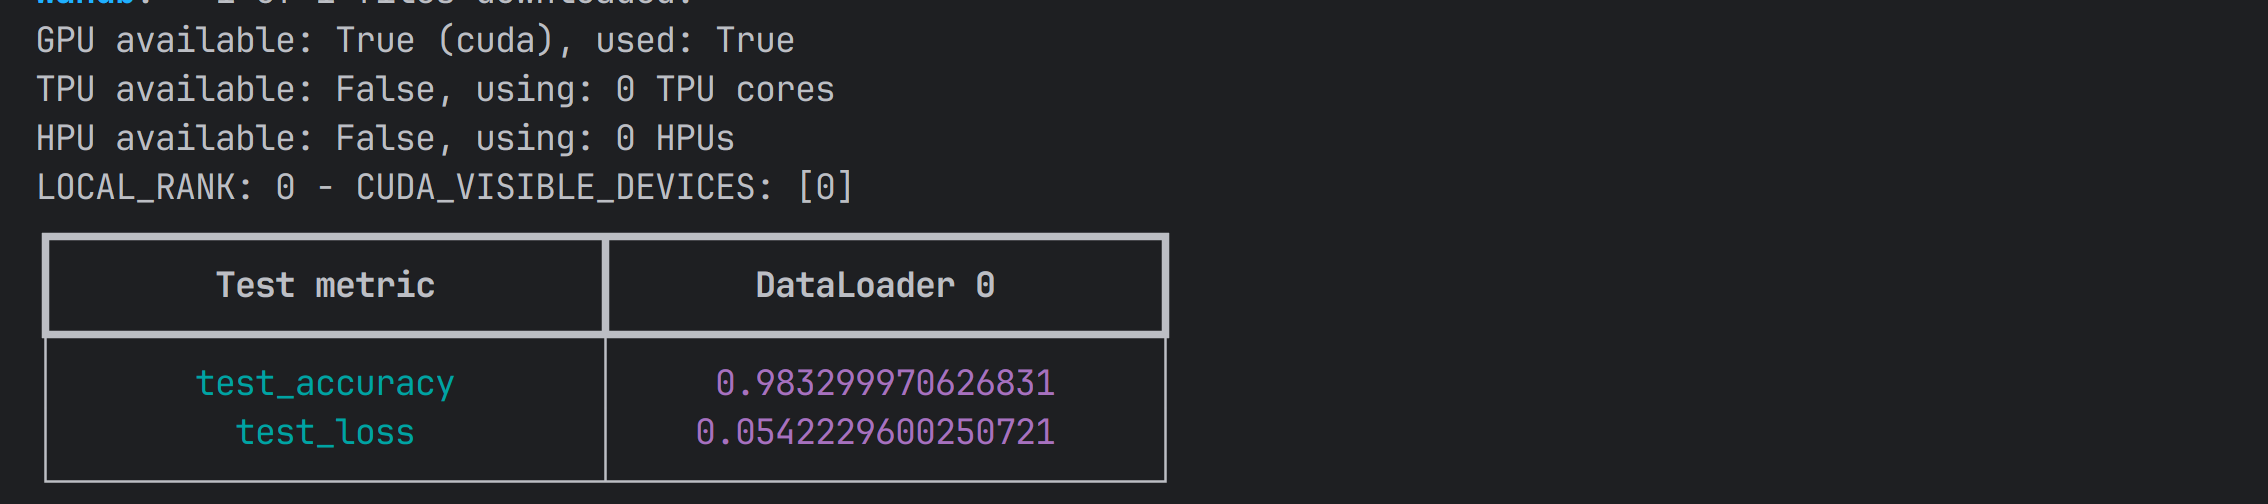 GPU available: True (cuda), used: True
TPU available: False, using: 0 TPU cores
HPU available: False, using: 0 HPUs
LOCAL_RANK: 0 - CUDA_VISIBLE_DEVICES: [0]
Test metric DataLoader 0
test_accuracy 0.983299970626831
test_loss 0.0542229600250721